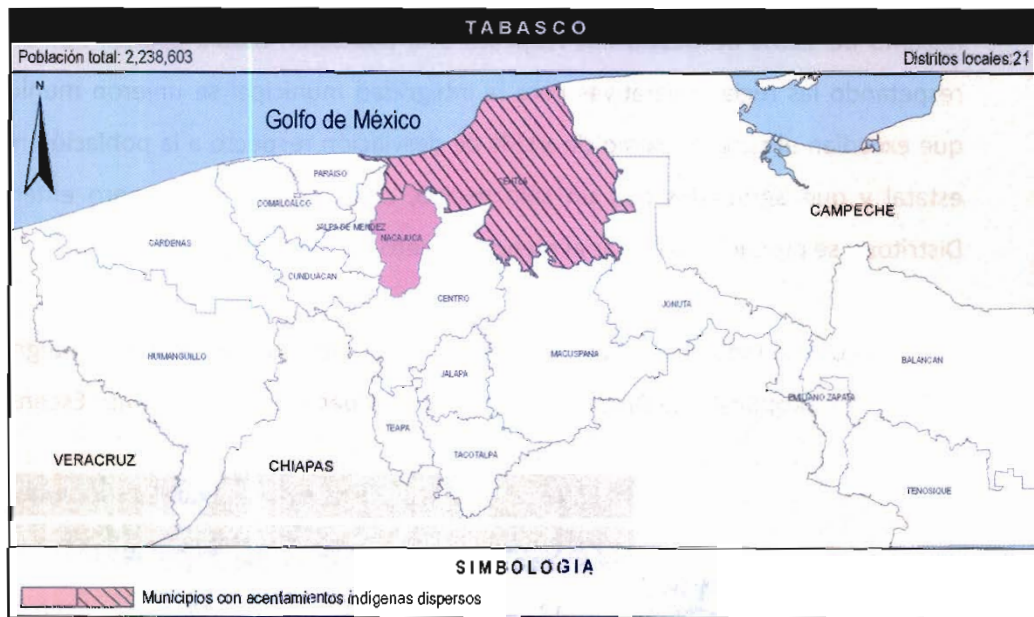 TABASCO
Población total: 2,238,603
Distritos locales:21
N
Golfo de México
PARAISO
CENTLA
COMALCALCO
CAMPECHE
JALPA DE MENDEZ
NACAJUCA
CARDENAS
CUNDUACAN
CENTRO
JONUTA
HUIMANGUILLO
MACUSPANA
BALANCAN
JALAPA
EMILIANO ZAPATA
TEAPA
VERACRUZ
CHIAPAS
TACOTALPA
TENOSIQUE
SIMBOLOGIA
Municipios con acentamientos indígenas dispersos